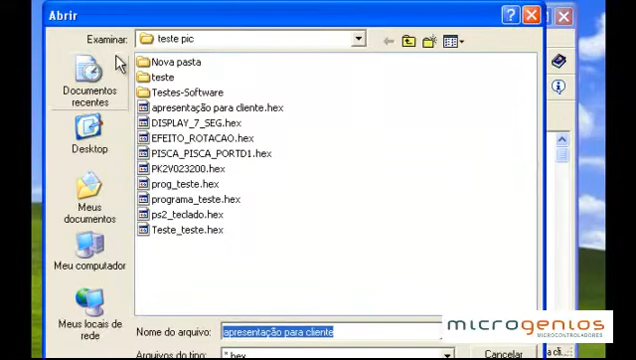 Abrir
Examinar: teste pic
Documentos recentes
Desktop
Meus documentos
Meu computador
Meus locais de rede
Nova pasta
teste
Testes-Software
apresentação para cliente.hex
DISPLAY_7_SEG.hex
EFEITO_ROTACAO.hex
PISCA_PISCA_PORTD1.hex
PK2V023200.hex
prog_teste.hex
programa_teste.hex
ps2_teclado.hex
Teste_teste.hex
Nome do arquivo: apresentação para cliente
Arquivos do tipo: *.hex
Cancelar
microgenios
MICROCONTROLADORES